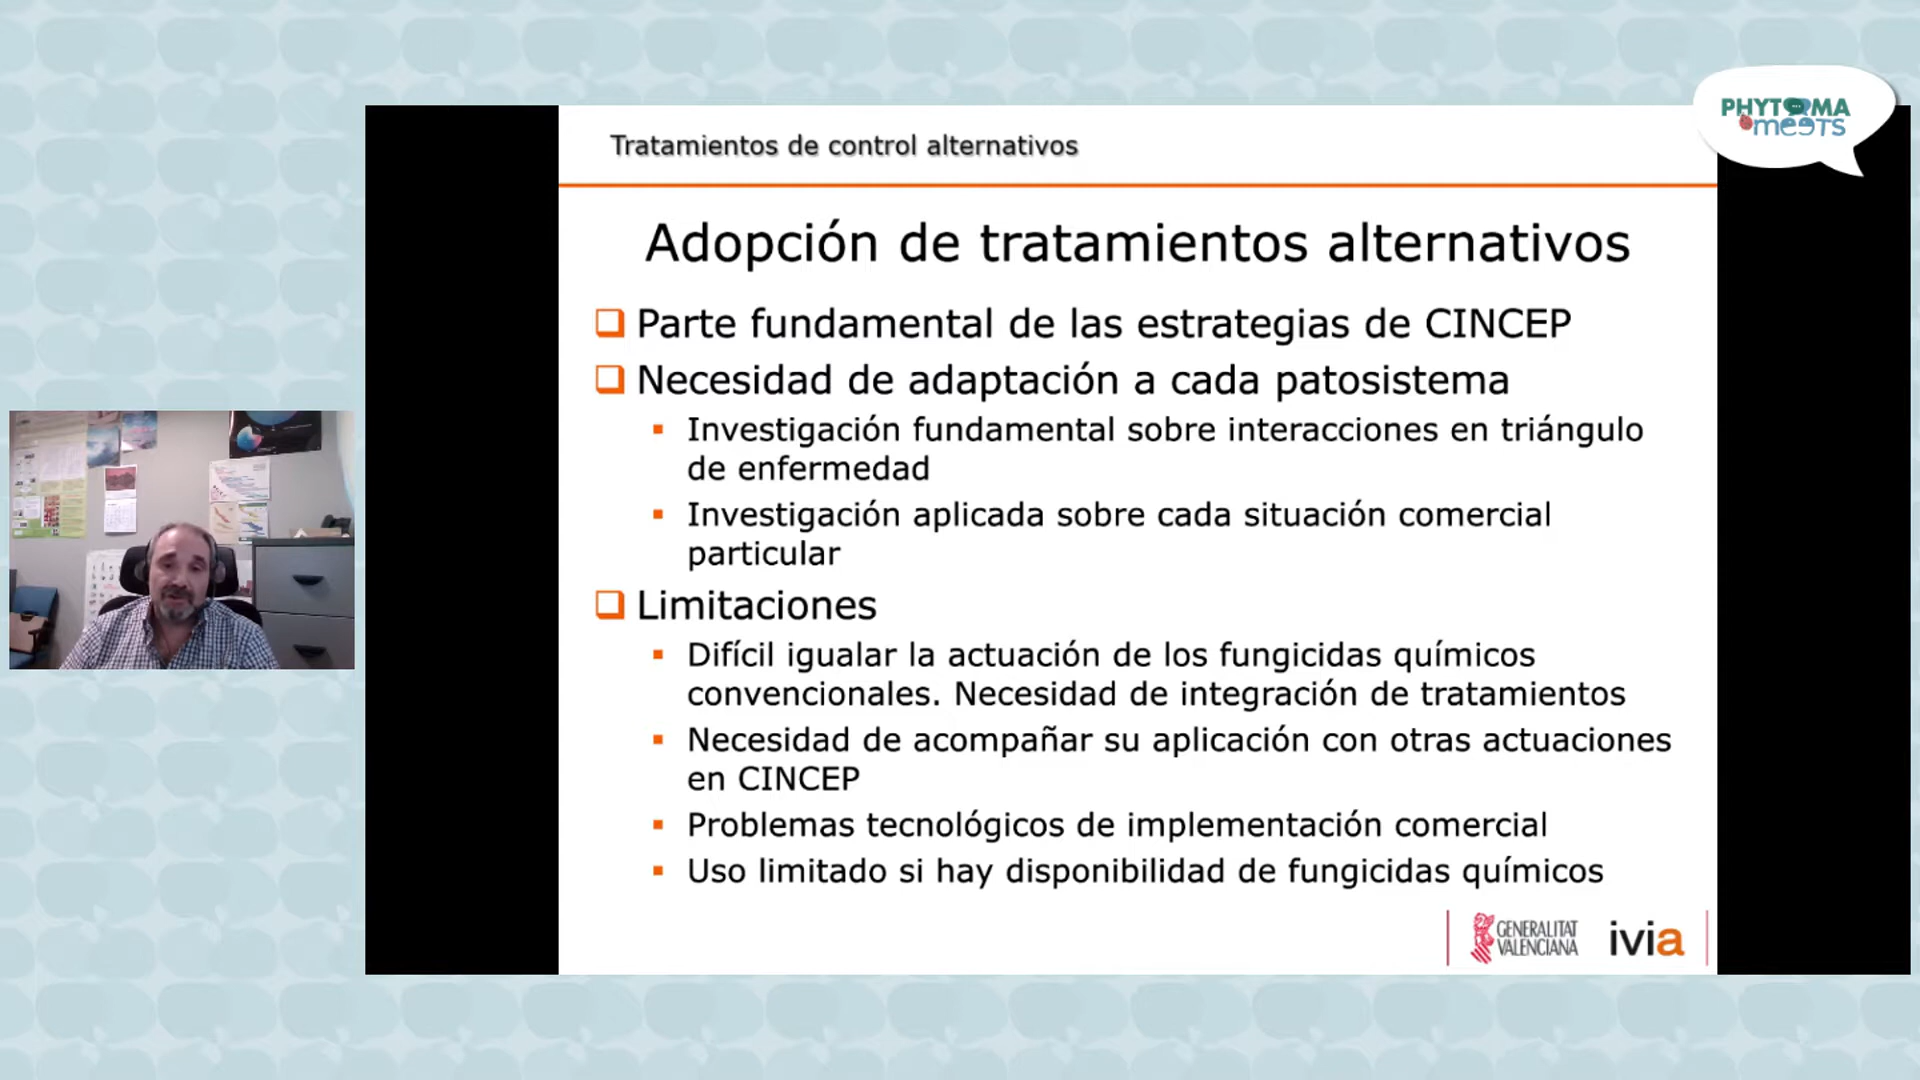 PHYTOMA
meets
Tratamientos de control alternativos
Adopción de tratamientos alternativos
Parte fundamental de las estrategias de CINCEP
Necesidad de adaptación a cada patosistema
Investigación fundamental sobre interacciones en triángulo
de enfermedad
Investigación aplicada sobre cada situación comercial
particular
Limitaciones
Difícil igualar la actuación de los fungicidas químicos
convencionales. Necesidad de integración de tratamientos
Necesidad de acompañar su aplicación con otras actuaciones
en CINCEP
Problemas tecnológicos de implementación comercial
Uso limitado si hay disponibilidad de fungicidas químicos
GENERALITAT
VALENCIANA
ivia